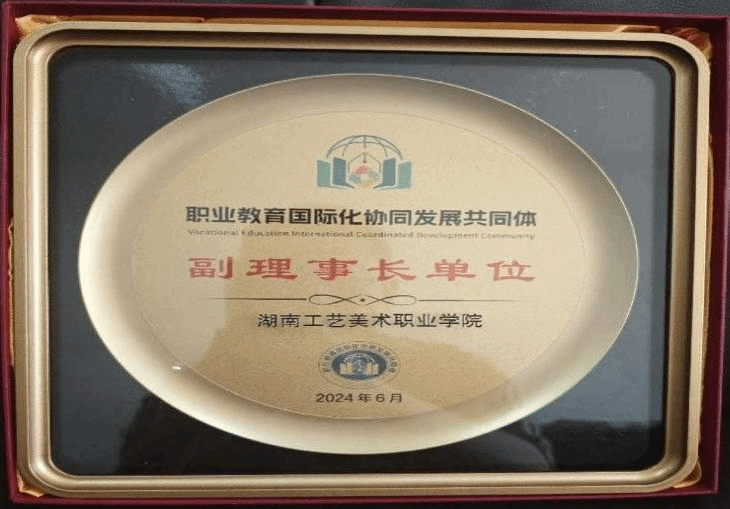 职业教育国际化协同发展共同体
Vocational Education International Coordinated Development Community
副理事长单位
湖南工艺美术职业学院
2024年6月